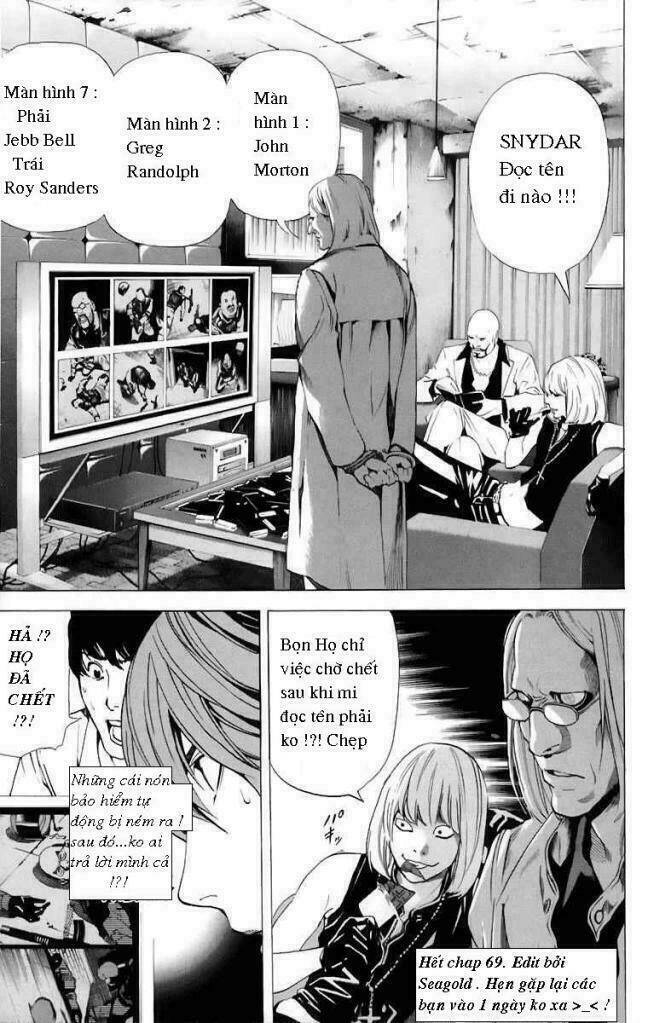 SNYDAR
Đọc tên
đi nào !!!
Màn
hình 1 :
John
Morton
Màn hình 2 :
Greg
Randolph
Màn hình 7 :
Phải
Jebb Bell
Trái
Roy Sanders
Bọn Họ chỉ
việc chờ chết
sau khi mi
đọc tên phải
ko !?! Chẹp
パキッ
HẢ !?
HỌ
ĐÃ
CHẾT
!?!
Những cái nón
bảo hiểm tự
động bị ném ra !
sau đó...ko ai
trả lời mình cả
!?!
Hết chap 69. Edit bởi
Seagold . Hẹn gặp lại các
bạn vào 1 ngày ko xa >_< !